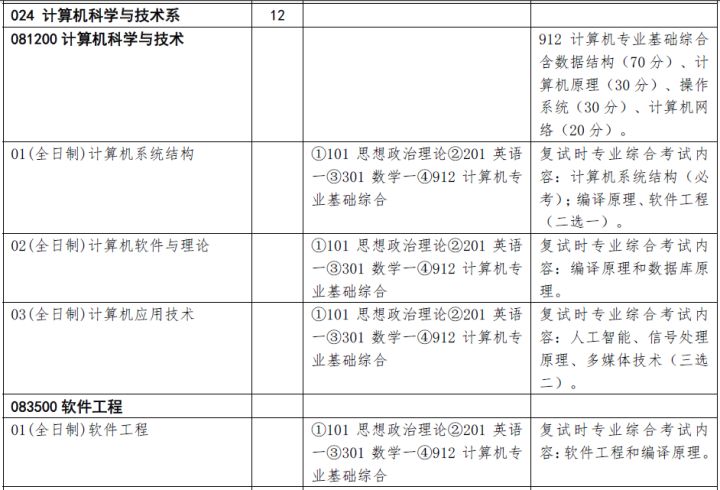 024 计算机科学与技术系 12
081200计算机科学与技术
912 计算机专业基础综合
含数据结构（70分）、计
算机原理（30分）、操作
系统（30分）、计算机网
络（20分）。
01(全日制)计算机系统结构
①101 思想政治理论②201 英语
一③301 数学一④912 计算机专
业基础综合
复试时专业综合考试内
容：计算机系统结构（必
考）；编译原理、软件工程
（二选一）。
02(全日制)计算机软件与理论
①101 思想政治理论②201 英语
一③301 数学一④912 计算机专
业基础综合
复试时专业综合考试内
容：编译原理和数据库原
理。
03(全日制)计算机应用技术
①101 思想政治理论②201 英语
一③301 数学一④912 计算机专
业基础综合
复试时专业综合考试内
容：人工智能、信号处理
原理、多媒体技术（三选
二）。
083500软件工程
01(全日制)软件工程
①101 思想政治理论②201 英语
一③301 数学一④912 计算机专
业基础综合
复试时专业综合考试内
容：软件工程和编译原理。